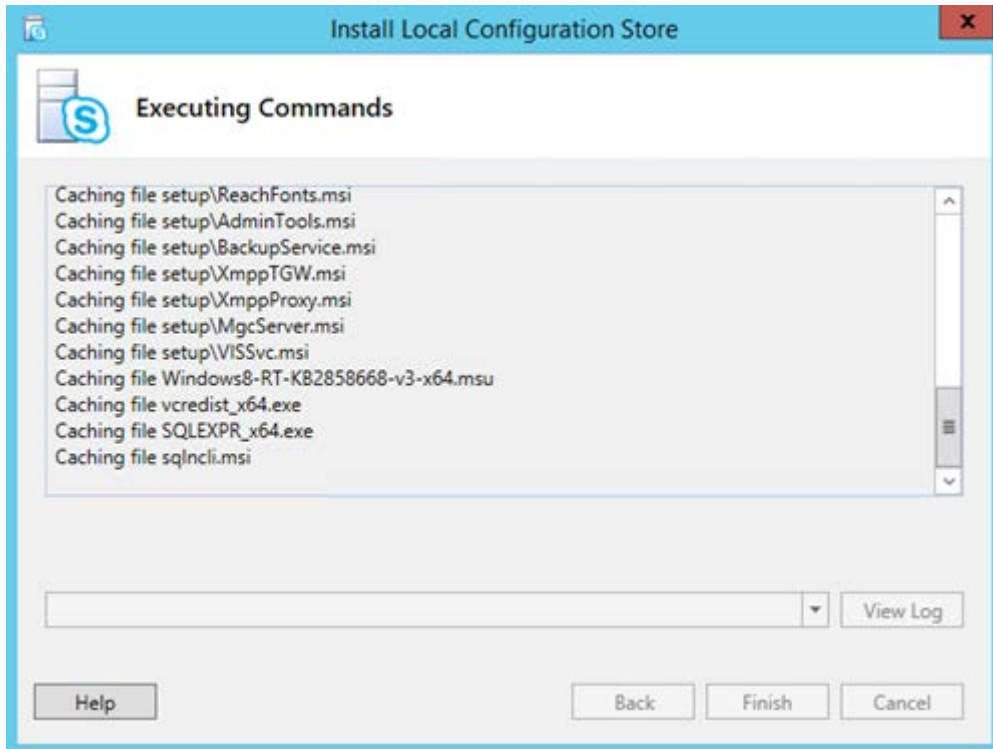 Install Local Configuration Store
x
S
Executing Commands
Caching file setup\ReachFonts.msi
Caching file setup\AdminTools.msi
Caching file setup\BackupService.msi
Caching file setup\XmppTGW.msi
Caching file setup\XmppProxy.msi
Caching file setup\MgcServer.msi
Caching file setup\VISSvc.msi
Caching file Windows8-RT-KB2858668-v3-x64.msu
Caching file vcredist_x64.exe
Caching file SQLEXPR_x64.exe
Caching file sqlncli.msi
View Log
Help Back Finish Cancel